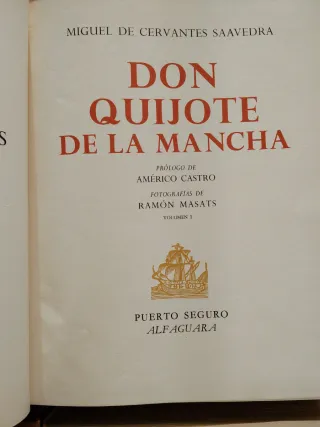 MIGUEL DE CERVANTES SAAVEDRA
DON
QUIJOTE
DE LA MANCHA
PRÓLOGO DE
AMÉRICO CASTRO
FOTOGRAFÍAS DE
RAMÓN MASATS
VOLUMEN I
PUERTO SEGURO
ALFAGUARA